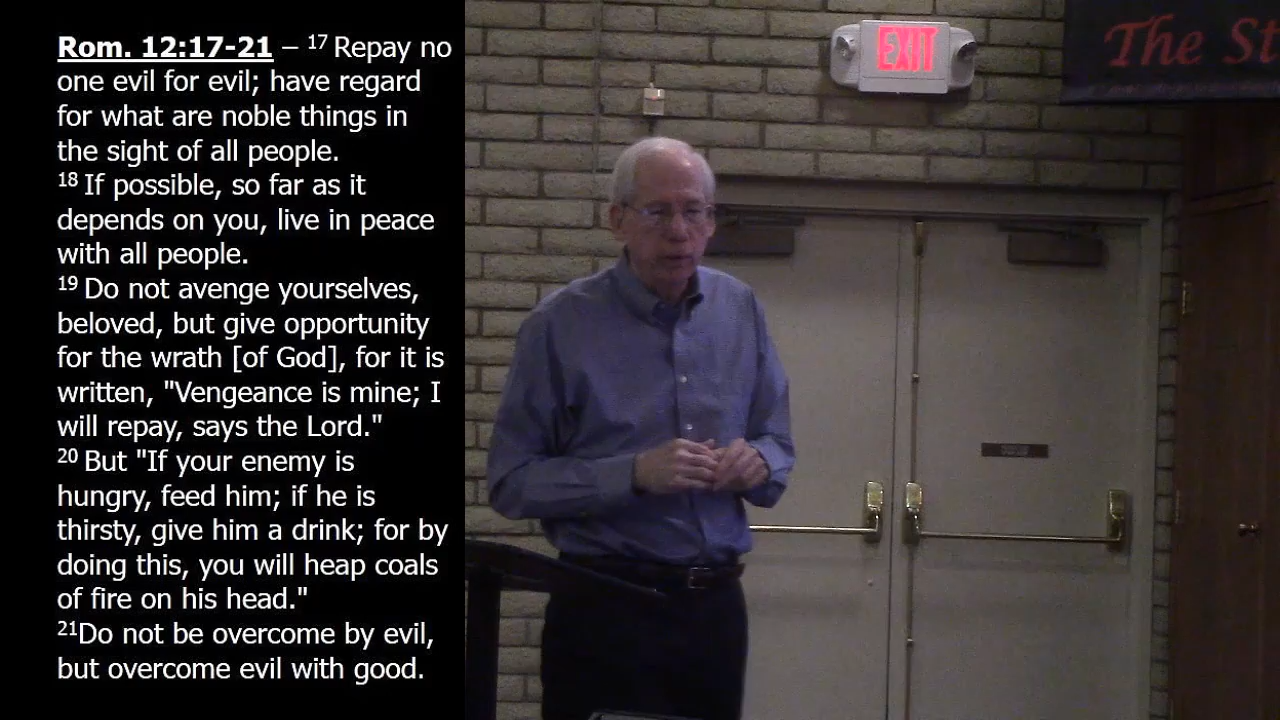 Rom. 12:17-21 – 17 Repay no
one evil for evil; have regard
for what are noble things in
the sight of all people.
18 If possible, so far as it
depends on you, live in peace
with all people.
19 Do not avenge yourselves,
beloved, but give opportunity
for the wrath [of God], for it is
written, "Vengeance is mine; I
will repay, says the Lord."
20 But "If your enemy is
hungry, feed him; if he is
thirsty, give him a drink; for by
doing this, you will heap coals
of fire on his head."
21Do not be overcome by evil,
but overcome evil with good.
EXIT
The St